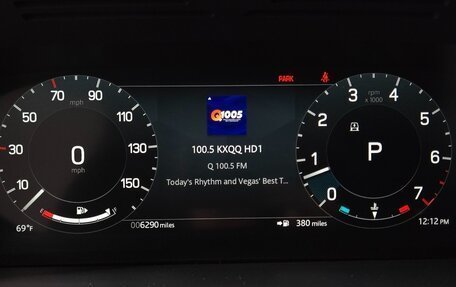 PARK
Q1005
100.5 KXQQ HD1
Q 100.5 FM
Today's Rhythm and Vegas' Best T...
10 30 50 70 90 110 130 150
mph
0
mph
69°F
006290 miles
380 miles
0 1 2 3 4 5 6 7
rpm
x 1000
P
12:12 PM